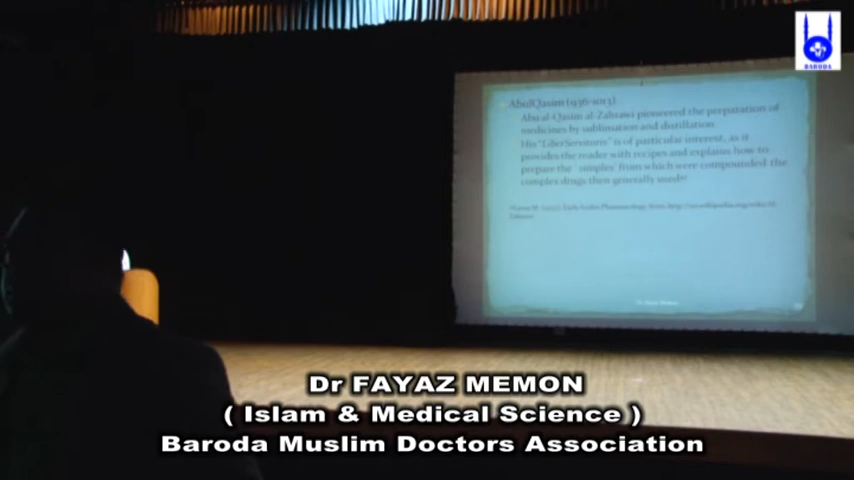 BARODA
AbulQasim (936-1013):
Abu al-Qasim al-Zahrawi pioneered the preparation of
medicines by sublimation and distillation
His "Liber Servitoris" is of particular interest, as it
provides the reader with recipes and explains how to
prepare the 'simples' from which were compounded the
complex drugs then generally used
Dr FAYAZ MEMON
( Islam & Medical Science )
Baroda Muslim Doctors Association